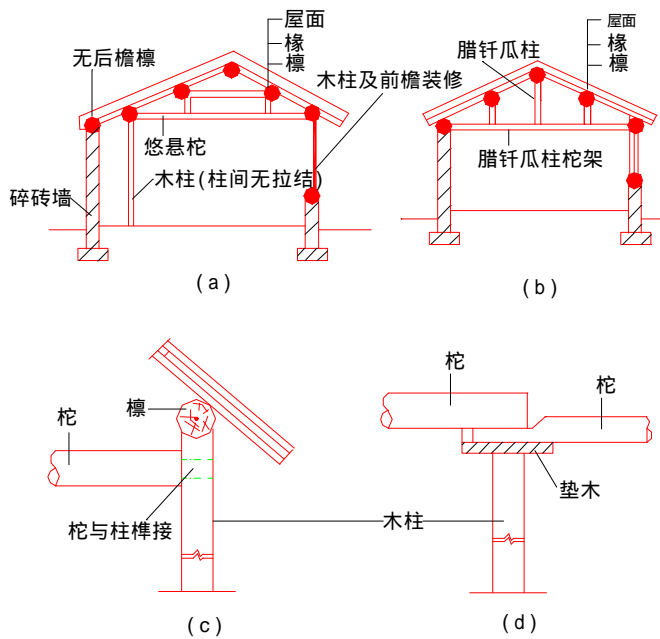 屋面
椽
檩
无后檐檩
木柱及前檐装修
悠悬柁
木柱(柱间无拉结)
碎砖墙
(a)
屋面
椽
檩
腊钎瓜柱
腊钎瓜柱柁架
(b)
檩
柁
柁与柱榫接
木柱
(c)
柁
柁
垫木
(d)